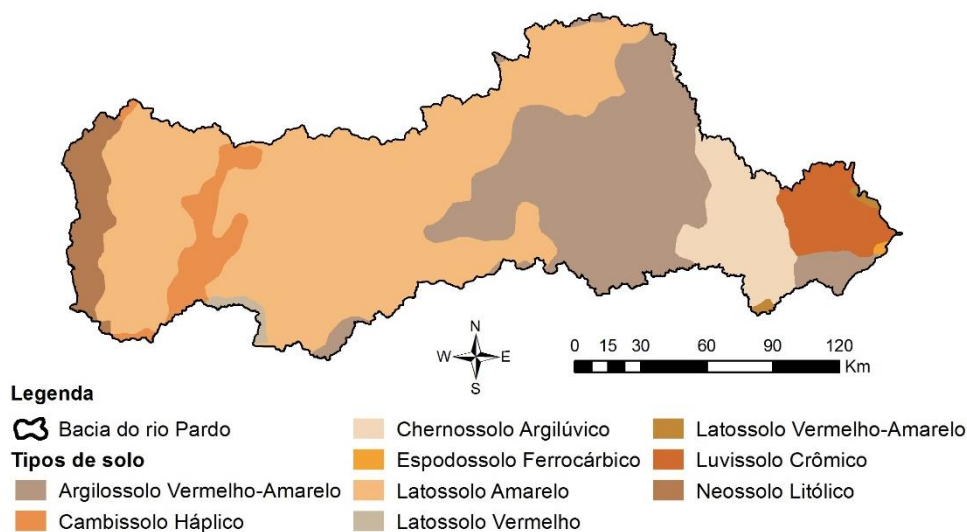 N
W E
S
0 15 30 60 90 120
Km
Legenda
Bacia do rio Pardo
Tipos de solo
Argilossolo Vermelho-Amarelo
Cambissolo Háplico
Chernossolo Argilúvico
Espodossolo Ferrocárbico
Latossolo Amarelo
Latossolo Vermelho
Latossolo Vermelho-Amarelo
Luvissolo Crômico
Neossolo Litólico